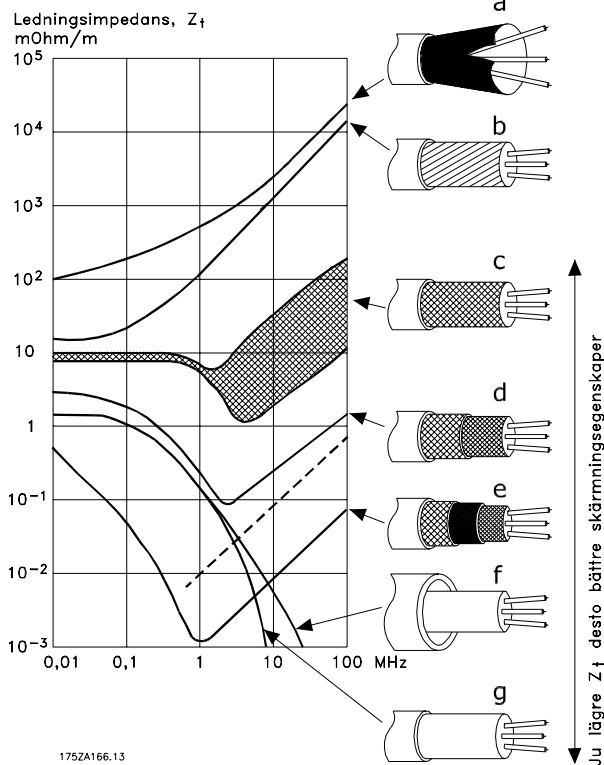 Ledningsimpedans, Zt
mOhm/m
10⁵
10⁴
10³
10²
10
1
10⁻¹
10⁻²
10⁻³
0,01 0,1 1 10 100 MHz
a
b
c
d
e
f
g
Ju lägre Zt desto bättre skärmningsegenskaper
175ZA166.13